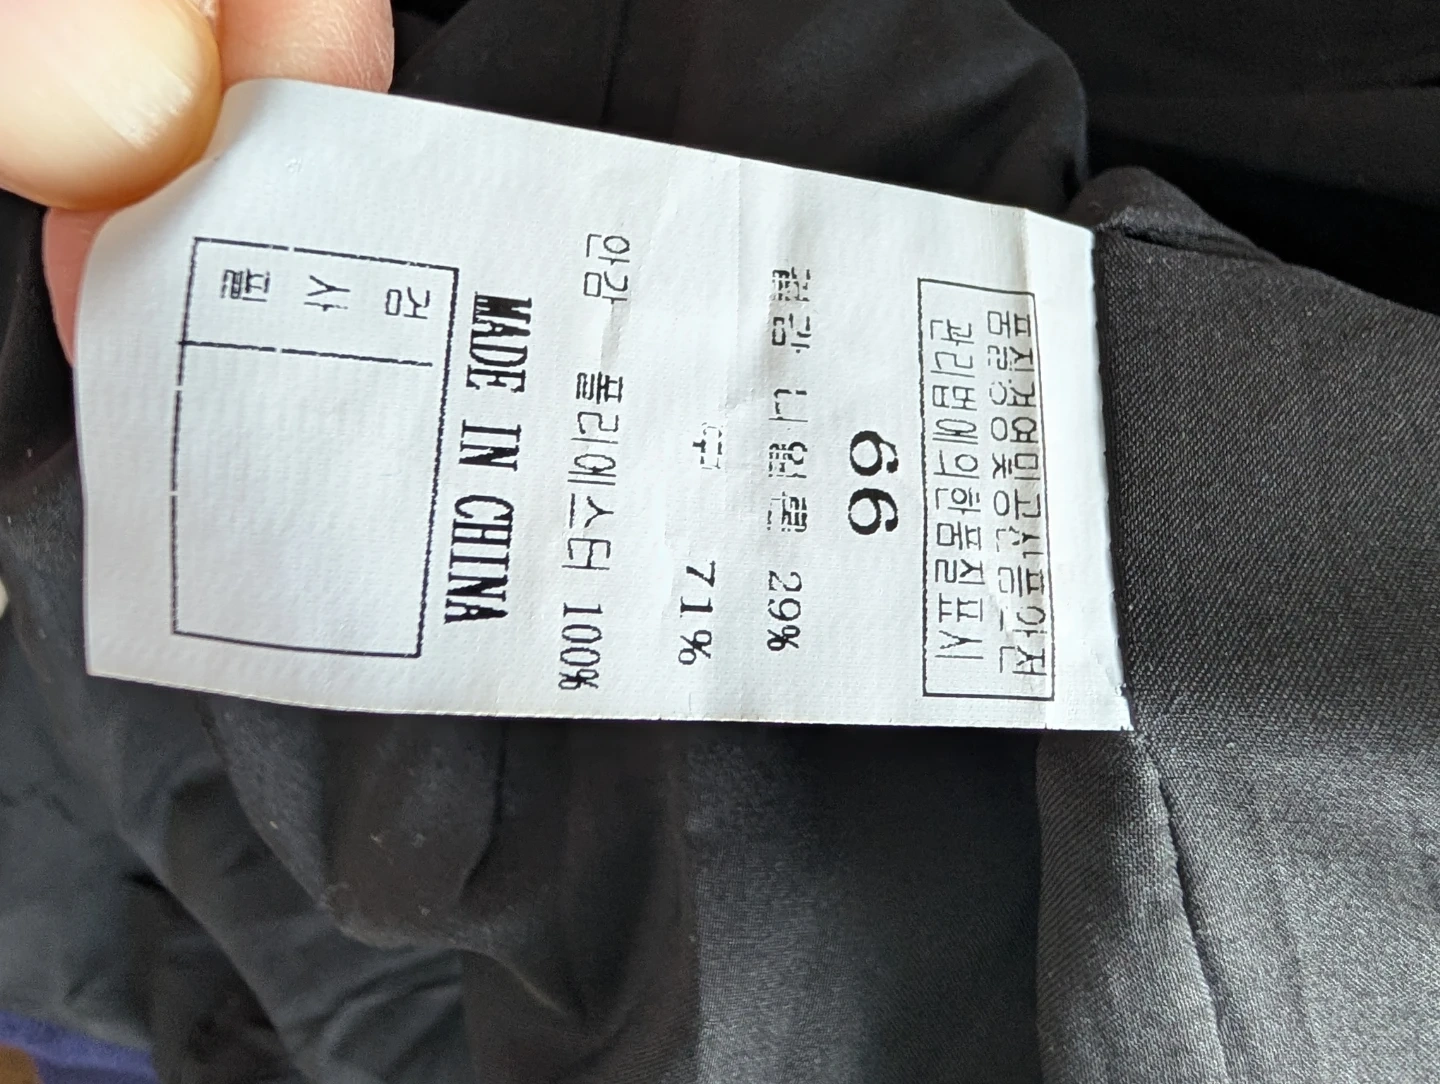 품질경영및공산품안전
관리법에의한품질표시
66
겉감 나일론 29%
71%
안감 폴리에스터 100%
MADE IN CHINA
검사필